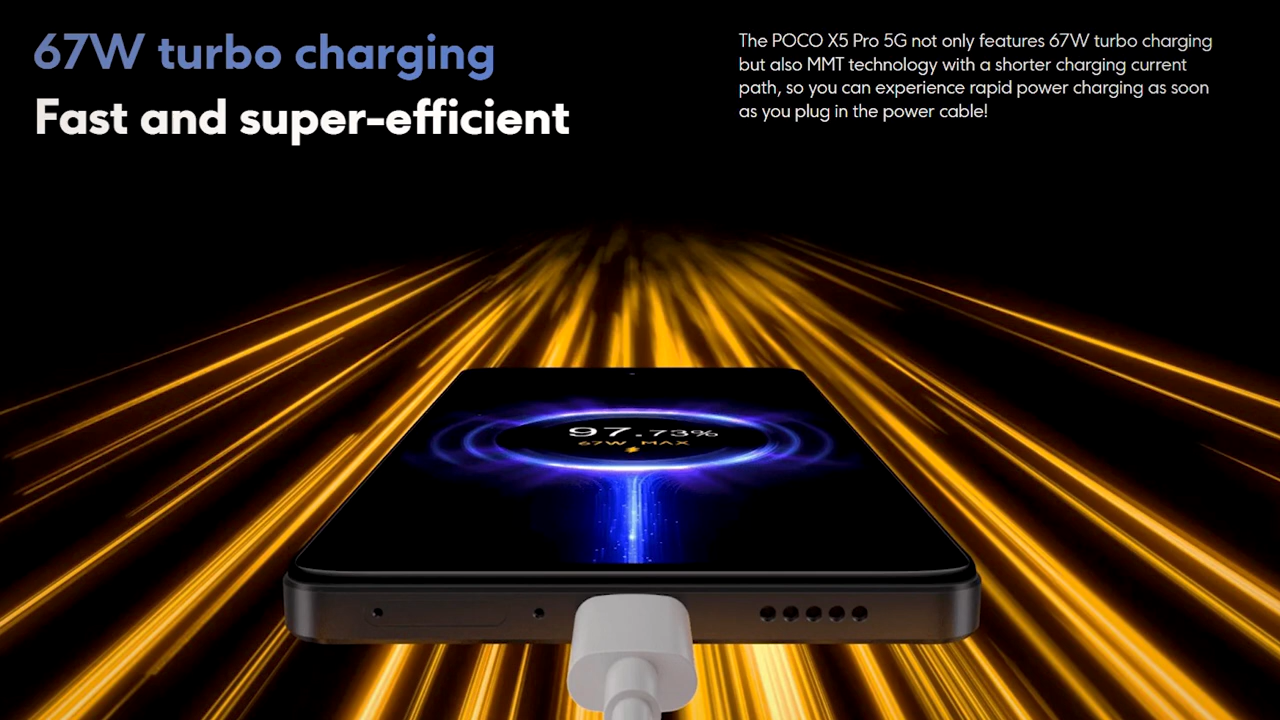 67W turbo charging
Fast and super-efficient
The POCO X5 Pro 5G not only features 67W turbo charging
but also MMT technology with a shorter charging current
path, so you can experience rapid power charging as soon
as you plug in the power cable!
97.73%
67W MAX